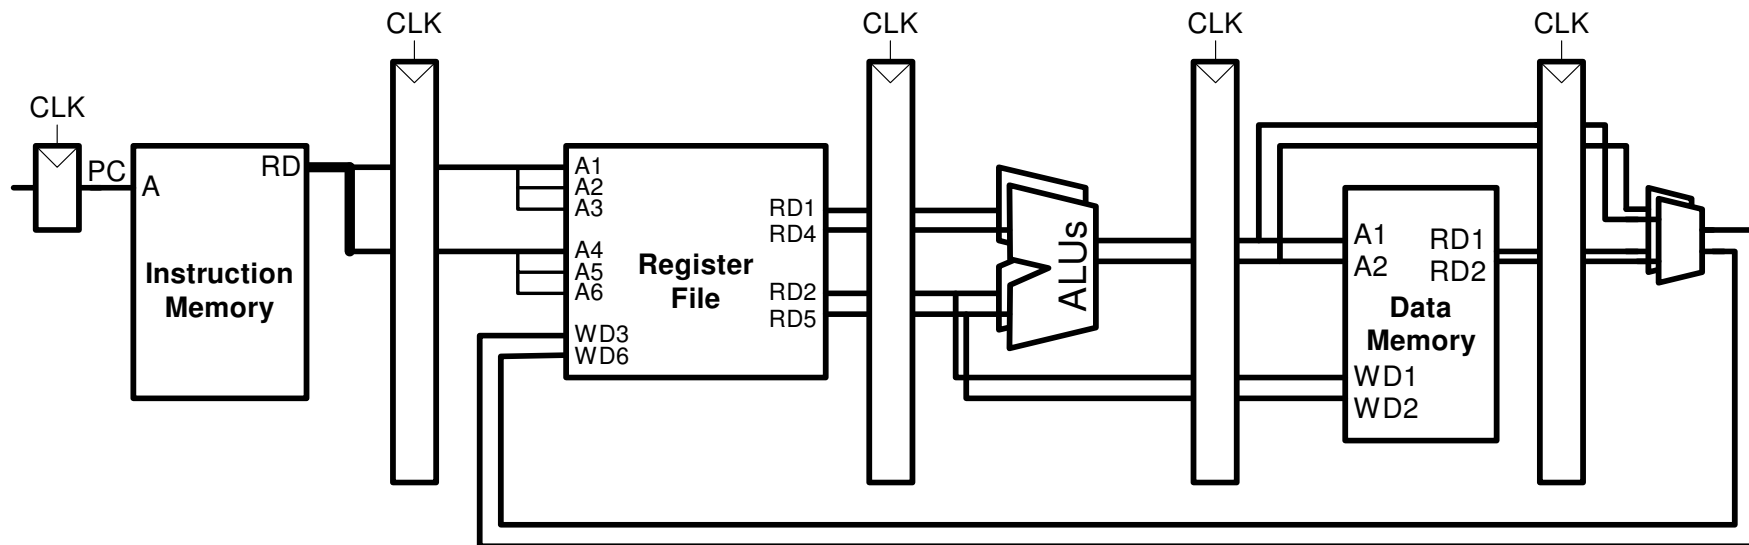 CLK
CLK
CLK
CLK
CLK
PC
A
RD
Instruction
Memory
A1
A2
A3
A4
A5
A6
WD3
WD6
Register
File
RD1
RD4
RD2
RD5
ALUs
A1
A2
RD1
RD2
Data
Memory
WD1
WD2